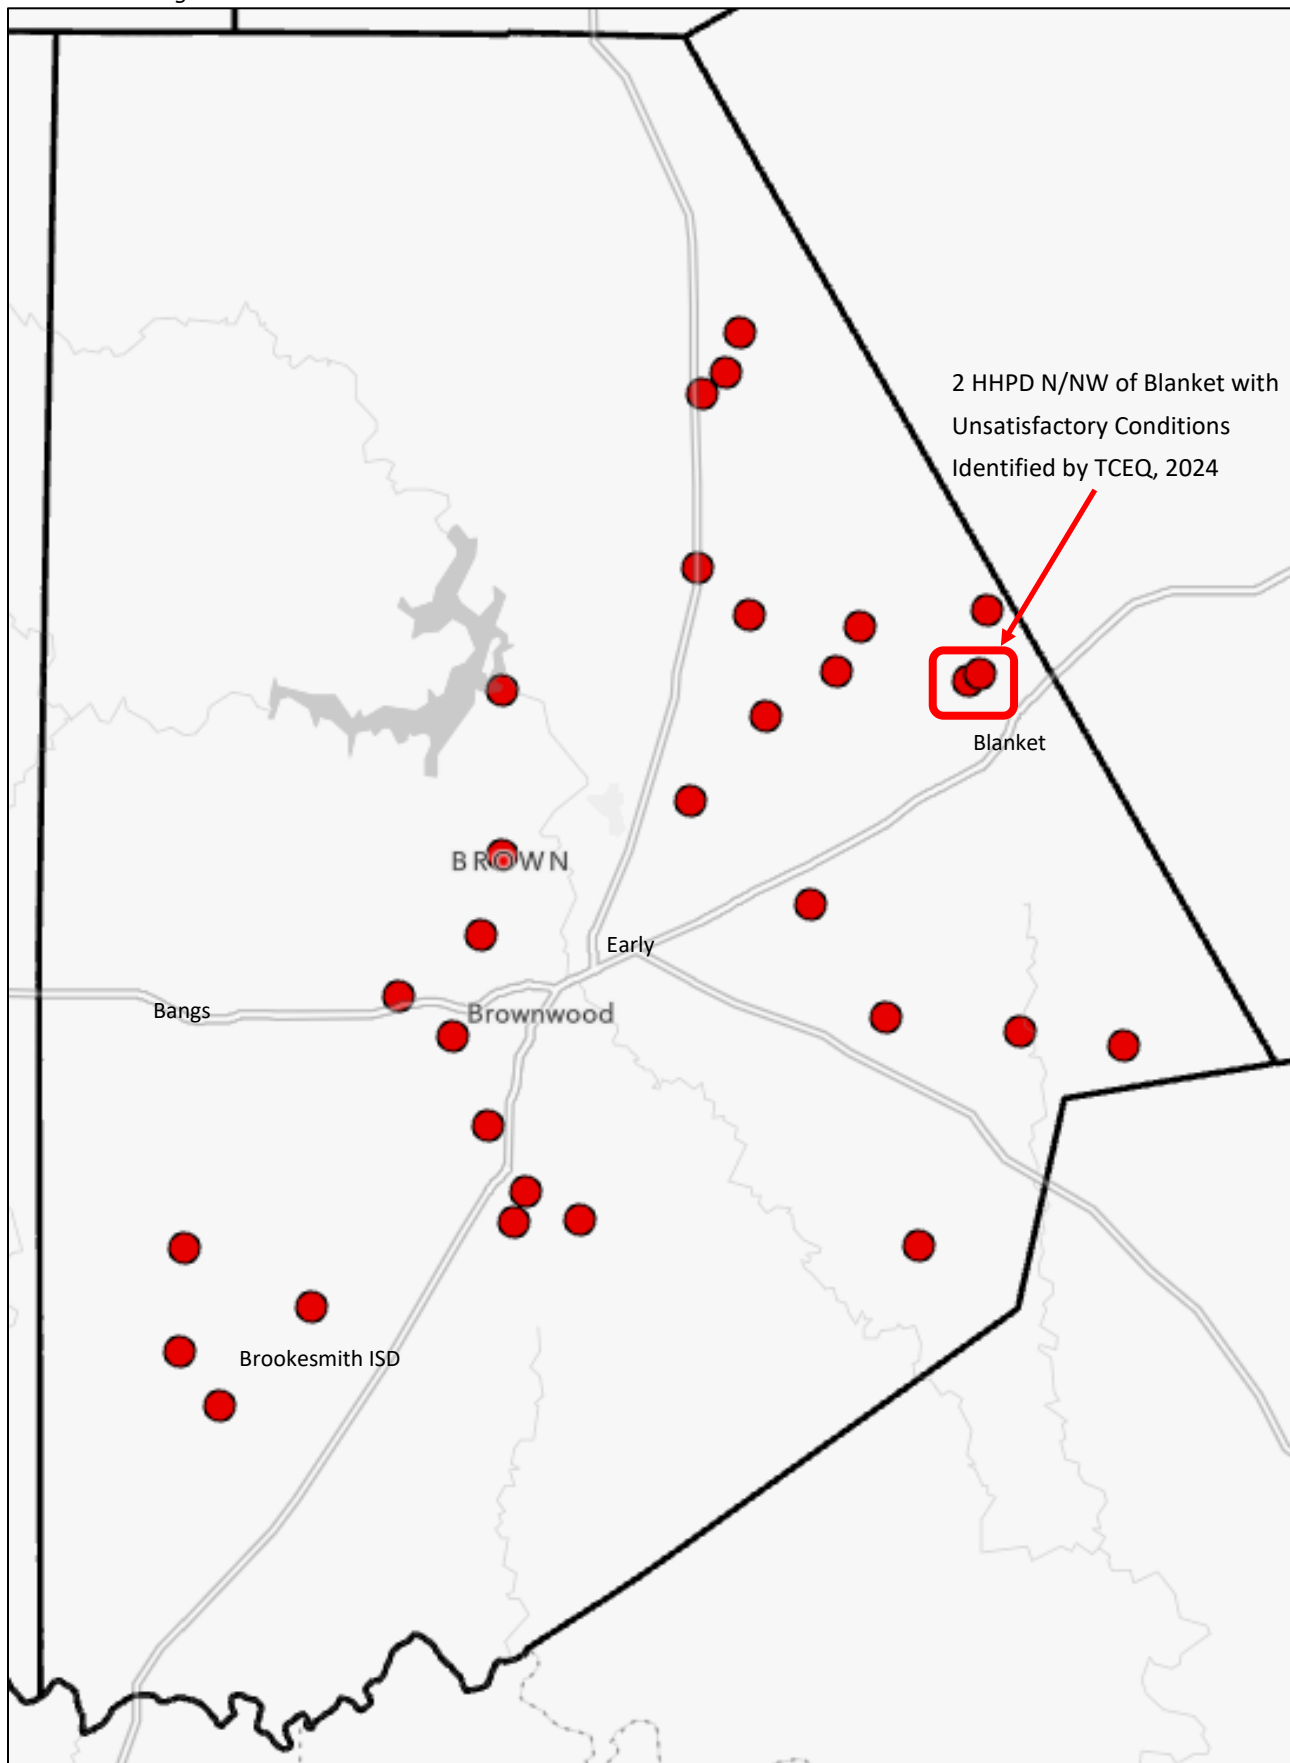 2 HHPD N/NW of Blanket with
Unsatisfactory Conditions
Identified by TCEQ, 2024
Blanket
BROWN
Early
Bangs
Brownwood
Brookesmith ISD